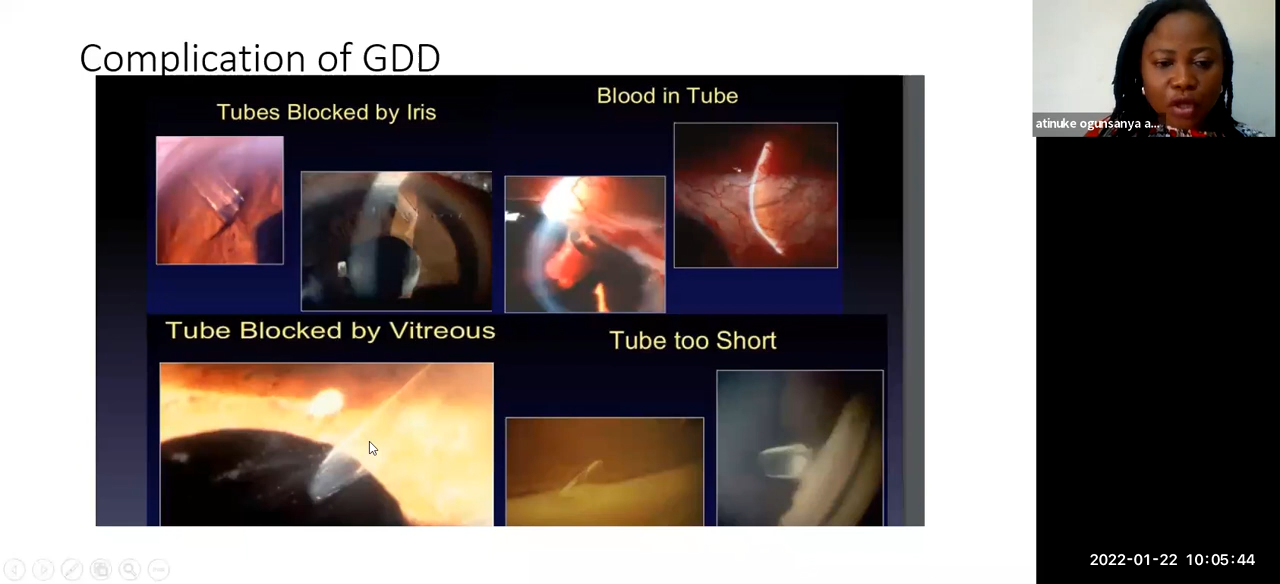 Complication of GDD
Tubes Blocked by Iris
Blood in Tube
Tube Blocked by Vitreous
Tube too Short
atinuke ogunsanya a...
2022-01-22 10:05:44